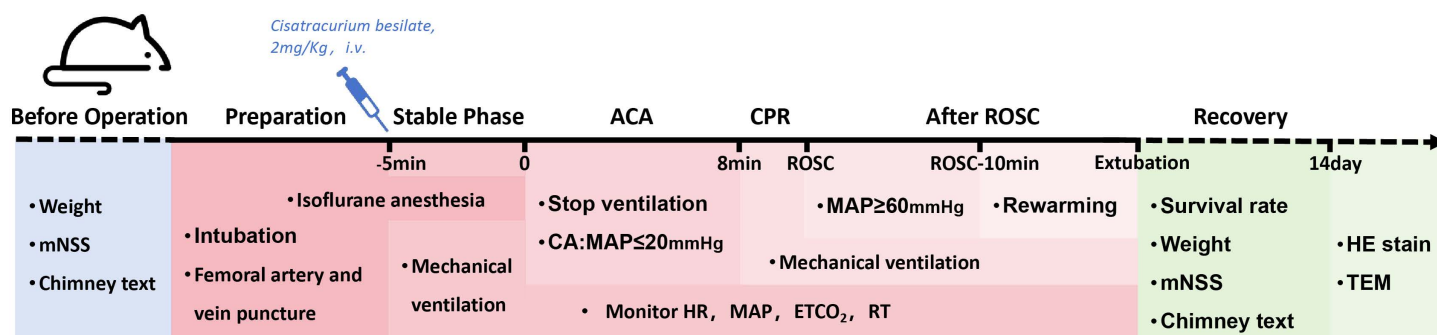 Cisatracurium besilate,
2mg/Kg, i.v.
Before Operation
Preparation
Stable Phase
ACA
CPR
After ROSC
Recovery
-5min
0
8min
ROSC
ROSC-10min
Extubation
14day
•Weight
•mNSS
•Chimney text
•Isoflurane anesthesia
•Intubation
•Femoral artery and
vein puncture
•Mechanical
ventilation
•Stop ventilation
•CA:MAP≤20mmHg
•MAP≥60mmHg
•Rewarming
•Mechanical ventilation
• Monitor HR, MAP, ETCO₂, RT
•Survival rate
•Weight
•mNSS
•Chimney text
•HE stain
•TEM